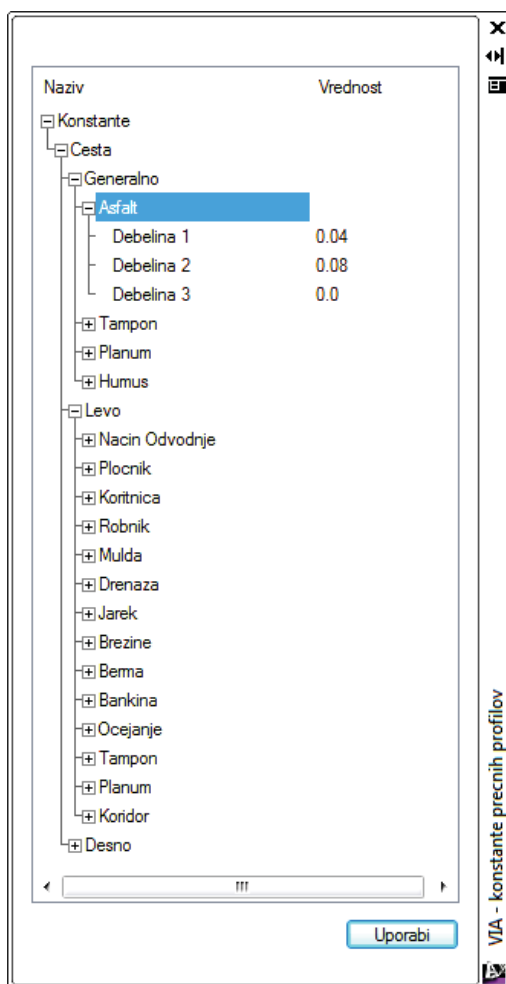 Naziv Vrednost
Konstante
Cesta
Generalno
Asfalt
Debelina 1 0.04
Debelina 2 0.08
Debelina 3 0.0
Tampon
Planum
Humus
Levo
Nacin Odvodnje
Plocnik
Koritnica
Robnik
Mulda
Drenaza
Jarek
Brezine
Berma
Bankina
Ocejanje
Tampon
Planum
Koridor
Desno
Uporabi
VIA - konstante precnih profilov